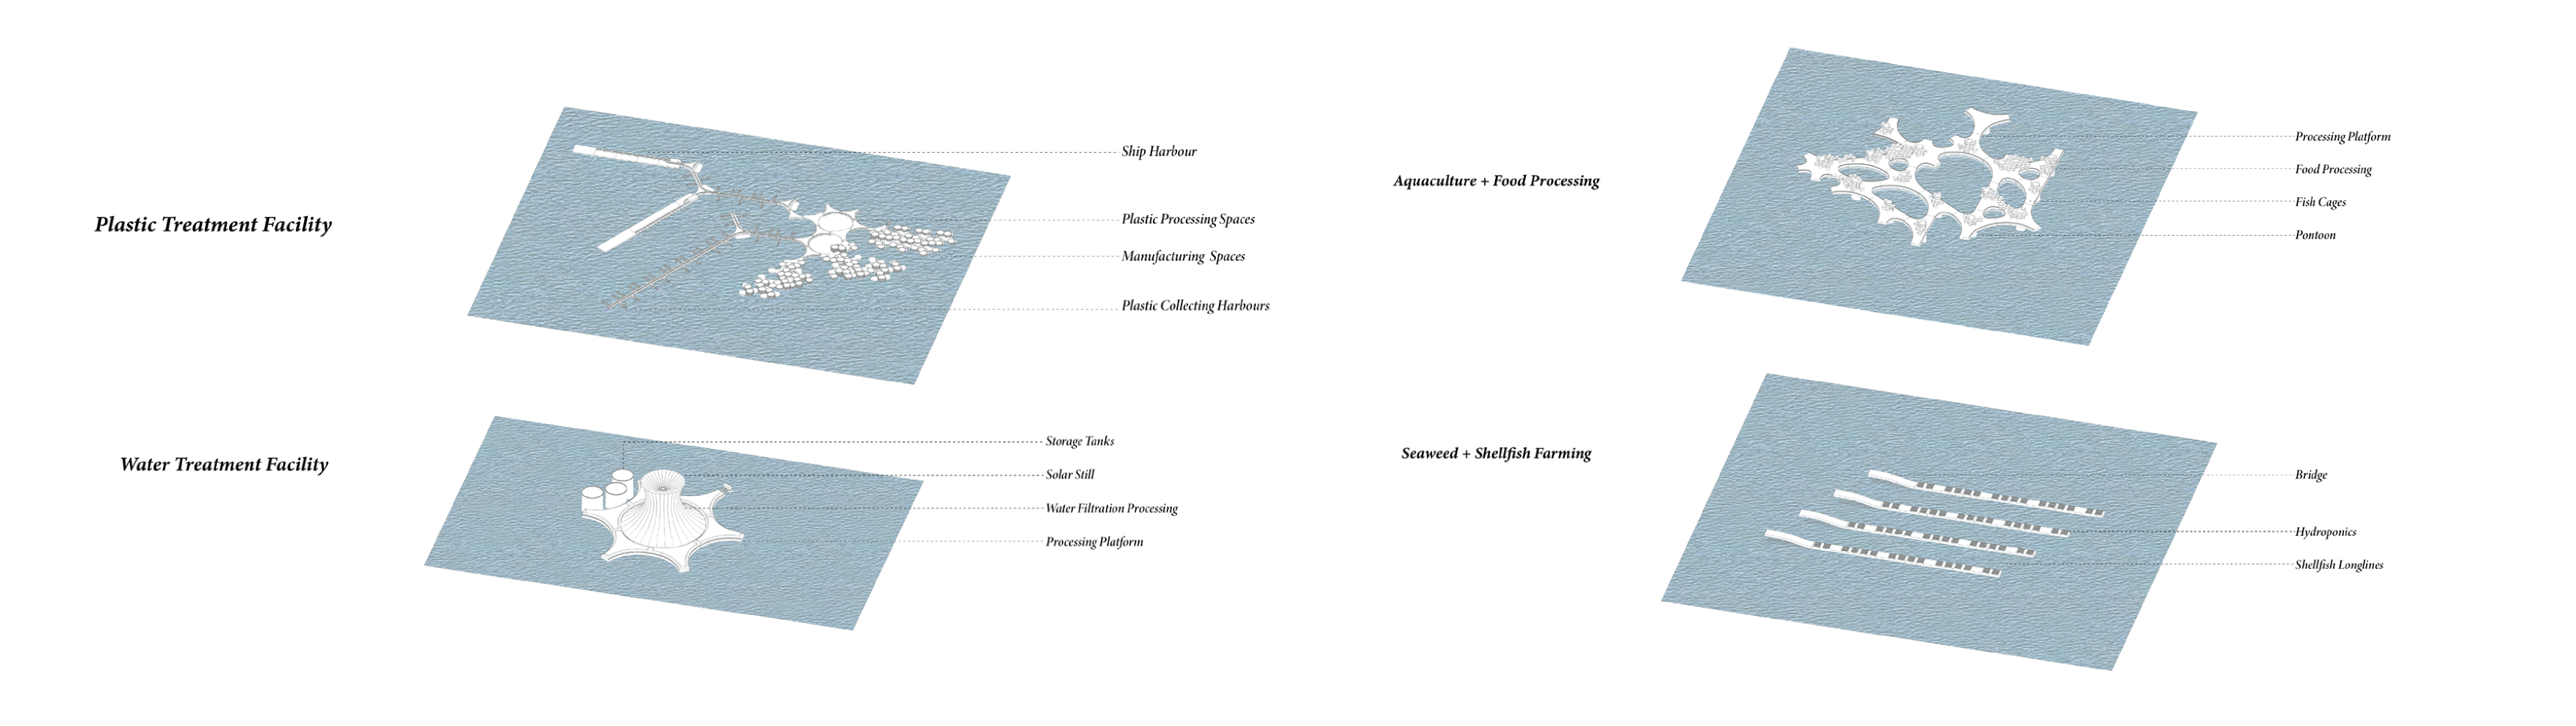 Plastic Treatment Facility
Ship Harbour
Plastic Processing Spaces
Manufacturing Spaces
Plastic Collecting Harbours
Water Treatment Facility
Storage Tanks
Solar Still
Water Filtration Processing
Processing Platform
Aquaculture + Food Processing
Processing Platform
Food Processing
Fish Cages
Pontoon
Seaweed + Shellfish Farming
Bridge
Hydroponics
Shellfish Longlines